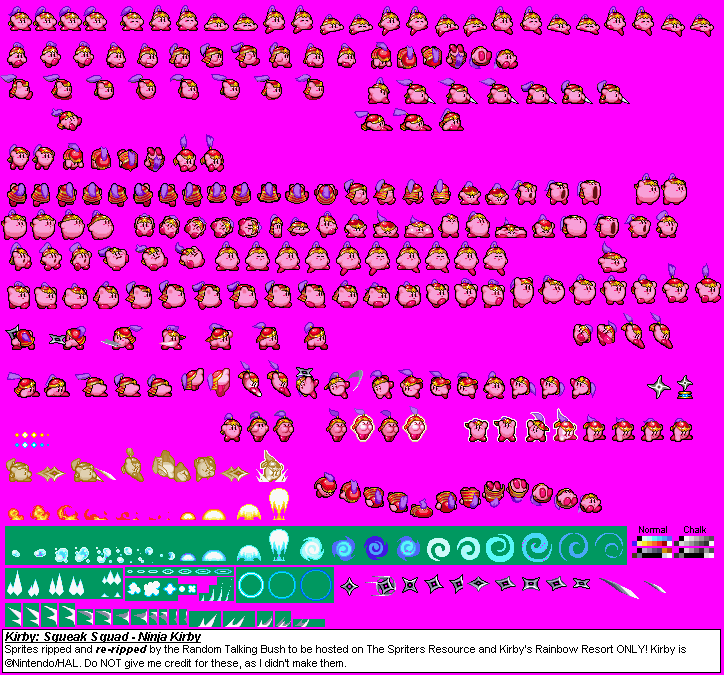 Normal Chalk
Kirby: Squeak Squad - Ninja Kirby
Sprites ripped and re-ripped by the Random Talking Bush to be hosted on The Spriters Resource and Kirby's Rainbow Resort ONLY! Kirby is
©Nintendo/HAL. Do NOT give me credit for these, as I didn't make them.